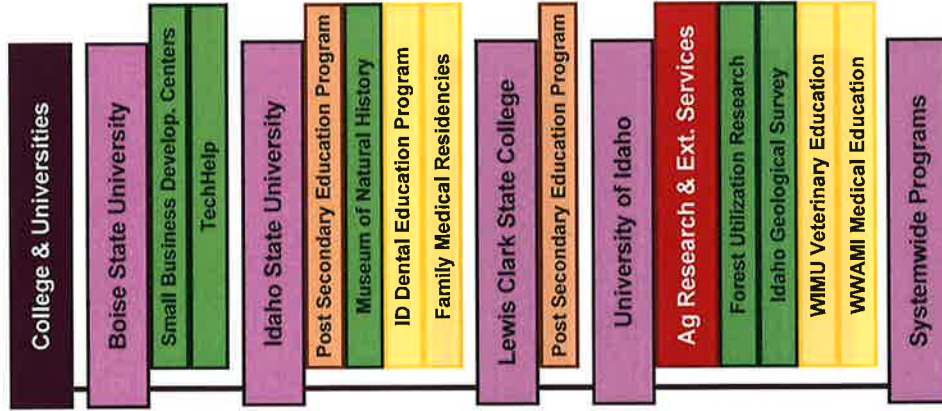 College & Universities
Boise State University
Small Business Develop. Centers
TechHelp
Idaho State University
Post Secondary Education Program
Museum of Natural History
ID Dental Education Program
Family Medical Residencies
Lewis Clark State College
Post Secondary Education Program
University of Idaho
Ag Research & Ext. Services
Forest Utilization Research
Idaho Geological Survey
WIMU Veterinary Education
WWAMI Medical Education
Systemwide Programs